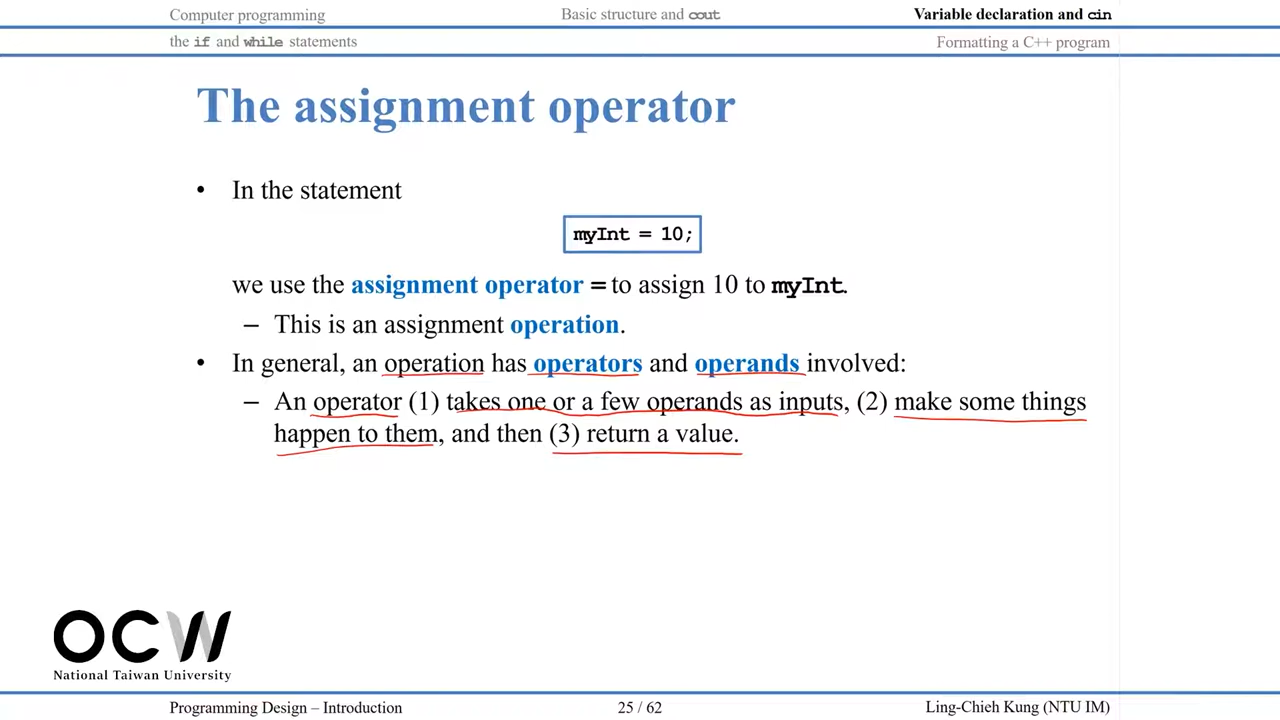 Computer programming
Basic structure and cout
Variable declaration and cin
the if and while statements
Formatting a C++ program
The assignment operator
• In the statement
myInt = 10;
we use the assignment operator = to assign 10 to myInt.
– This is an assignment operation.
• In general, an operation has operators and operands involved:
– An operator (1) takes one or a few operands as inputs, (2) make some things
happen to them, and then (3) return a value.
OCW
National Taiwan University
Programming Design – Introduction
25 / 62
Ling-Chieh Kung (NTU IM)